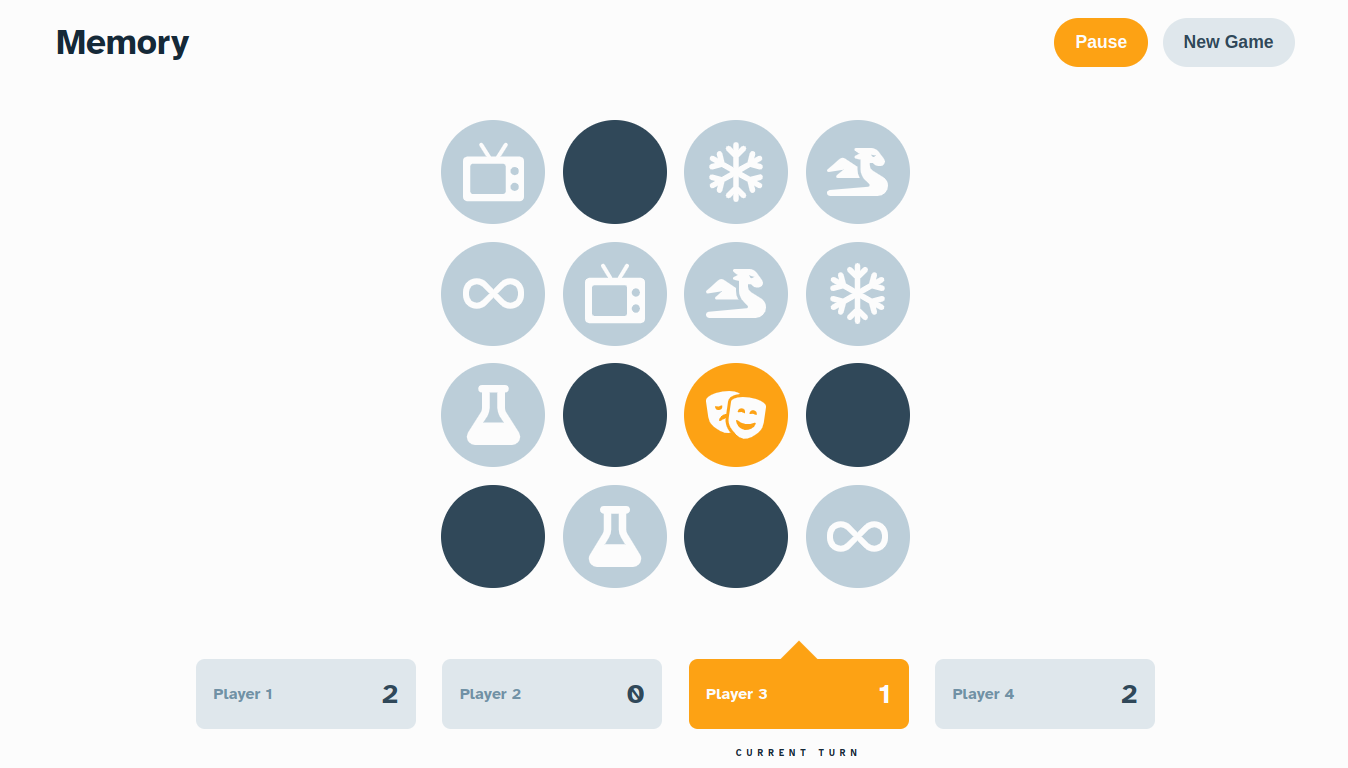 Memory
Pause
New Game
Player 1
2
Player 2
0
Player 3
1
Player 4
2
CURRENT TURN